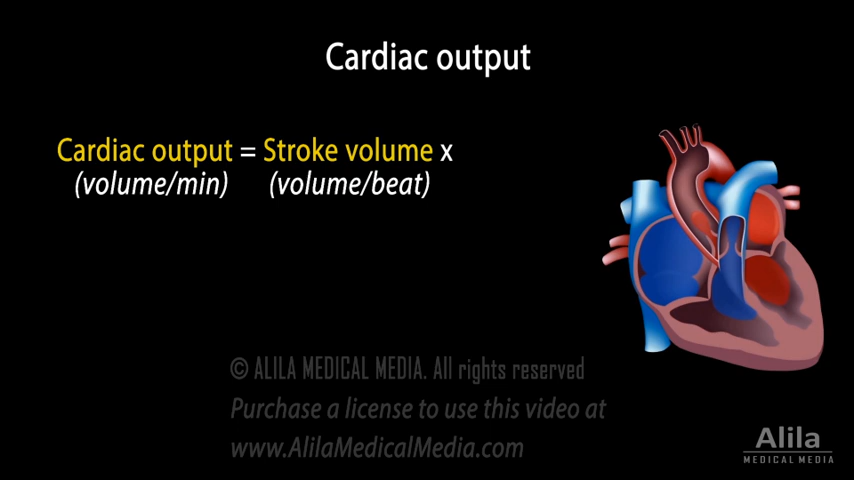 Cardiac output
Cardiac output = Stroke volume x
(volume/min) (volume/beat)
© ALILA MEDICAL MEDIA. All rights reserved
Purchase a license to use this video at
www.AlilaMedicalMedia.com
Alila
MEDICAL MEDIA